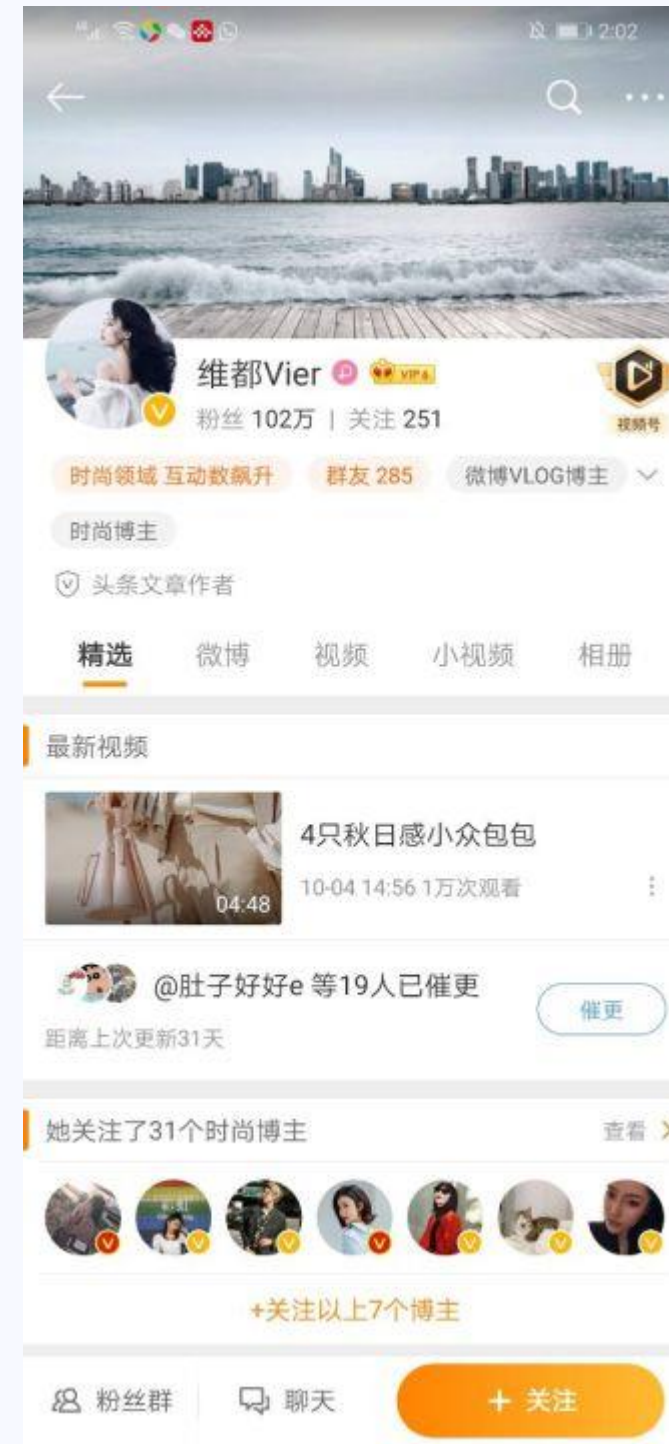 2:02
维都Vier VIP 6
粉丝 102万 | 关注 251
视频号
时尚领域 互动数飙升 群友 285 微博VLOG博主
时尚博主
头条文章作者
精选 微博 视频 小视频 相册
最新视频
04:48
4只秋日感小众包包
10-04 14:56 1万次观看
@肚子好好e 等19人已催更
催更
距离上次更新31天
她关注了31个时尚博主 查看
+关注以上7个博主
粉丝群 聊天 + 关注